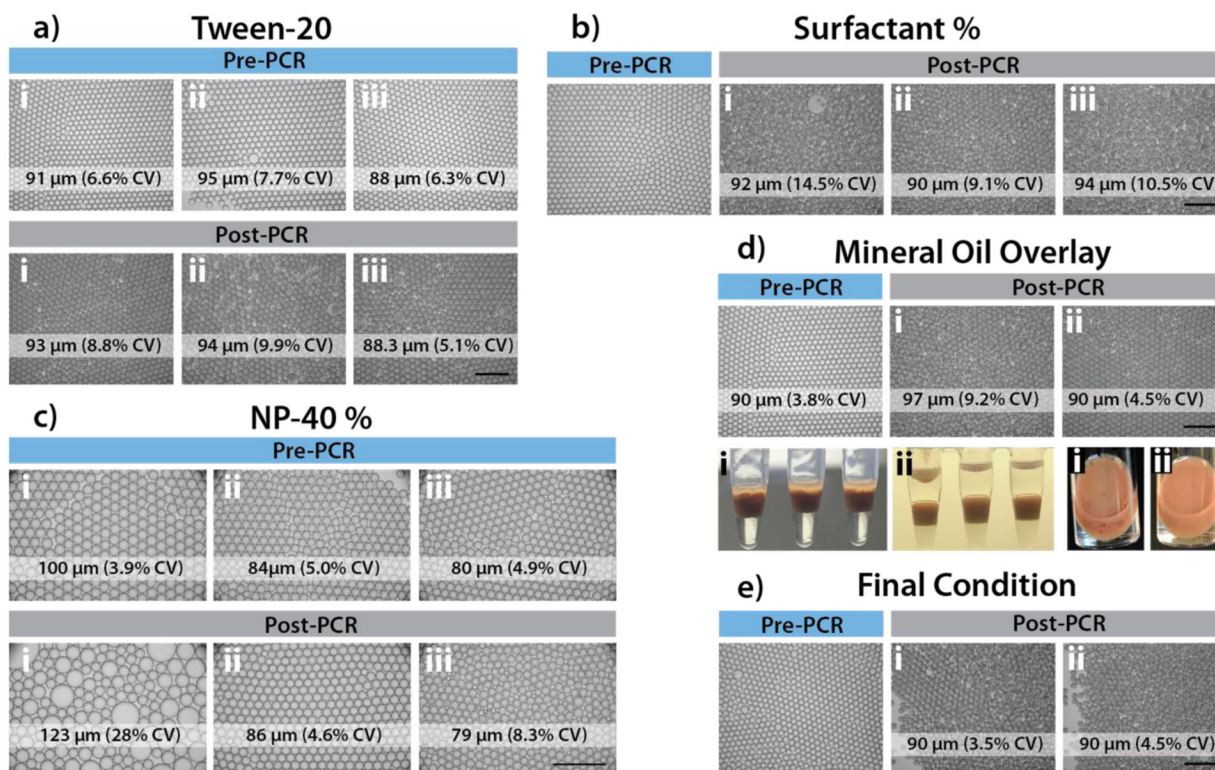 a) Tween-20
Pre-PCR
i ii iii
91 µm (6.6% CV) 95 µm (7.7% CV) 88 µm (6.3% CV)
Post-PCR
i ii iii
93 µm (8.8% CV) 94 µm (9.9% CV) 88.3 µm (5.1% CV)
b) Surfactant %
Pre-PCR Post-PCR
i ii iii
92 µm (14.5% CV) 90 µm (9.1% CV) 94 µm (10.5% CV)
c) NP-40 %
Pre-PCR
i ii iii
100 µm (3.9% CV) 84µm (5.0% CV) 80 µm (4.9% CV)
Post-PCR
i ii iii
123 µm (28% CV) 86 µm (4.6% CV) 79 µm (8.3% CV)
d) Mineral Oil Overlay
Pre-PCR Post-PCR
i ii
90 µm (3.8% CV) 97 µm (9.2% CV) 90 µm (4.5% CV)
i ii i ii
e) Final Condition
Pre-PCR Post-PCR
i ii
90 µm (3.5% CV) 90 µm (4.5% CV)